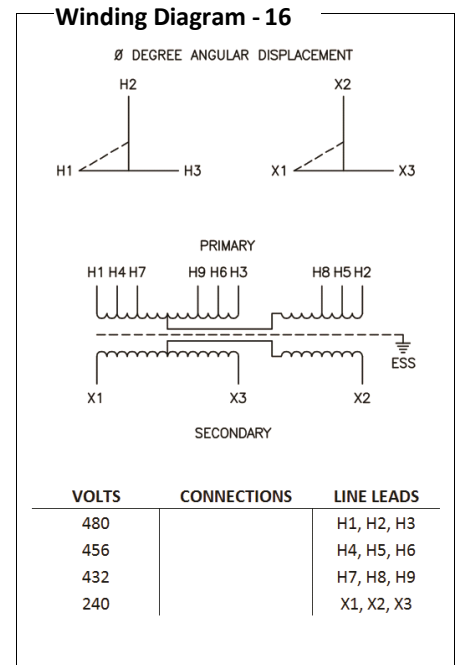 Winding Diagram - 16
Ø DEGREE ANGULAR DISPLACEMENT
H2 X2
H1 H3 X1 X3
PRIMARY
H1 H4 H7 H9 H6 H3 H8 H5 H2
ESS
X1 X3 X2
SECONDARY
VOLTS CONNECTIONS LINE LEADS
480 H1, H2, H3
456 H4, H5, H6
432 H7, H8, H9
240 X1, X2, X3